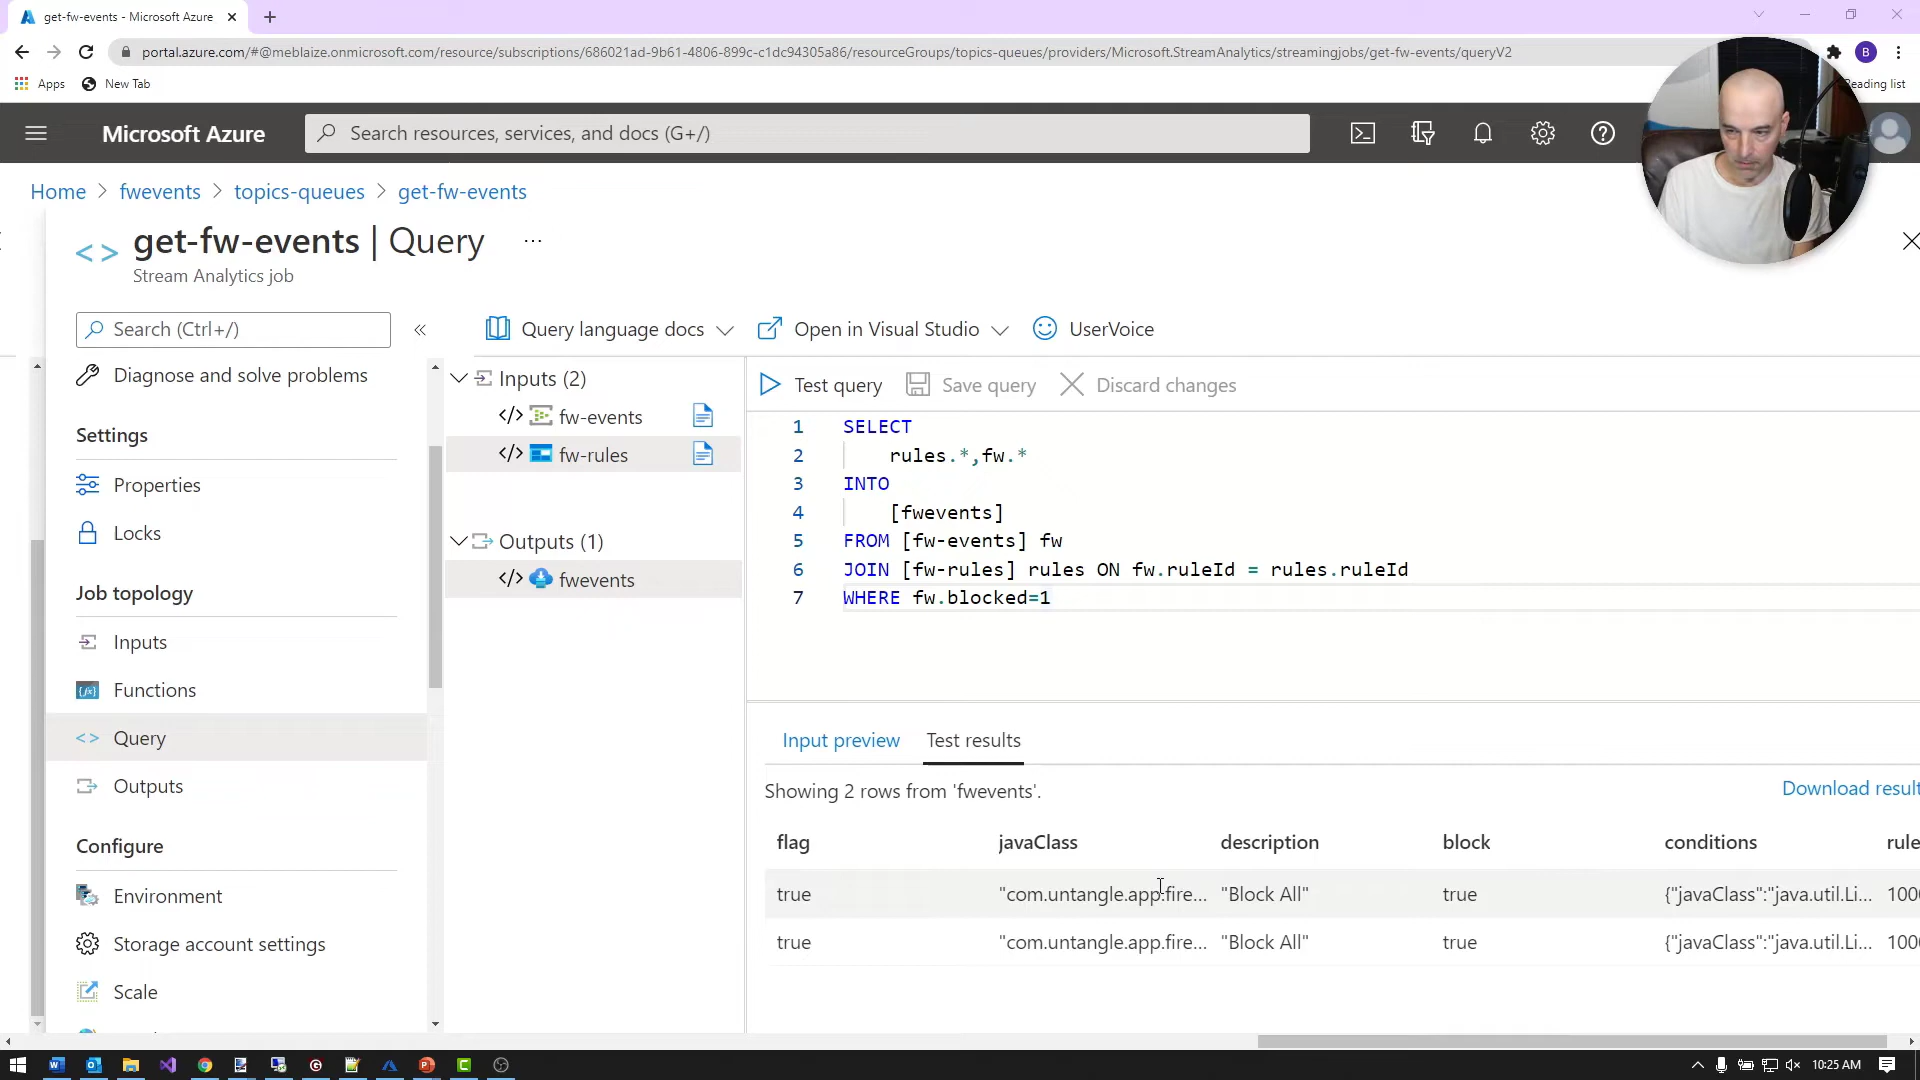 get-fw-events - Microsoft Azure
portal.azure.com/#@meblaize.onmicrosoft.com/resource/subscriptions/686021ad-9b61-4806-899c-c1dc94305a86/resourceGroups/topics-queues/providers/Microsoft.StreamAnalytics/streamingjobs/get-fw-events/queryV2
B
Apps
New Tab
Reading list
Microsoft Azure
Search resources, services, and docs (G+/)
Home > fwevents > topics-queues > get-fw-events
get-fw-events | Query ...
Stream Analytics job
Search (Ctrl+/)
«
Query language docs
Open in Visual Studio
UserVoice
Diagnose and solve problems
Settings
Properties
Locks
Job topology
Inputs
Functions
Query
Outputs
Configure
Environment
Storage account settings
Scale
Inputs (2)
fw-events
fw-rules
Outputs (1)
fwevents
Test query
Save query
Discard changes
1 SELECT
2 rules.*,fw.*
3 INTO
4 [fwevents]
5 FROM [fw-events] fw
6 JOIN [fw-rules] rules ON fw.ruleId = rules.ruleId
7 WHERE fw.blocked=1
Input preview
Test results
Showing 2 rows from 'fwevents'.
Download result
flag javaClass description block conditions rule
true "com.untangle.app.fire... "Block All" true {"javaClass":"java.util.Li... 100
true "com.untangle.app.fire... "Block All" true {"javaClass":"java.util.Li... 100
10:25 AM